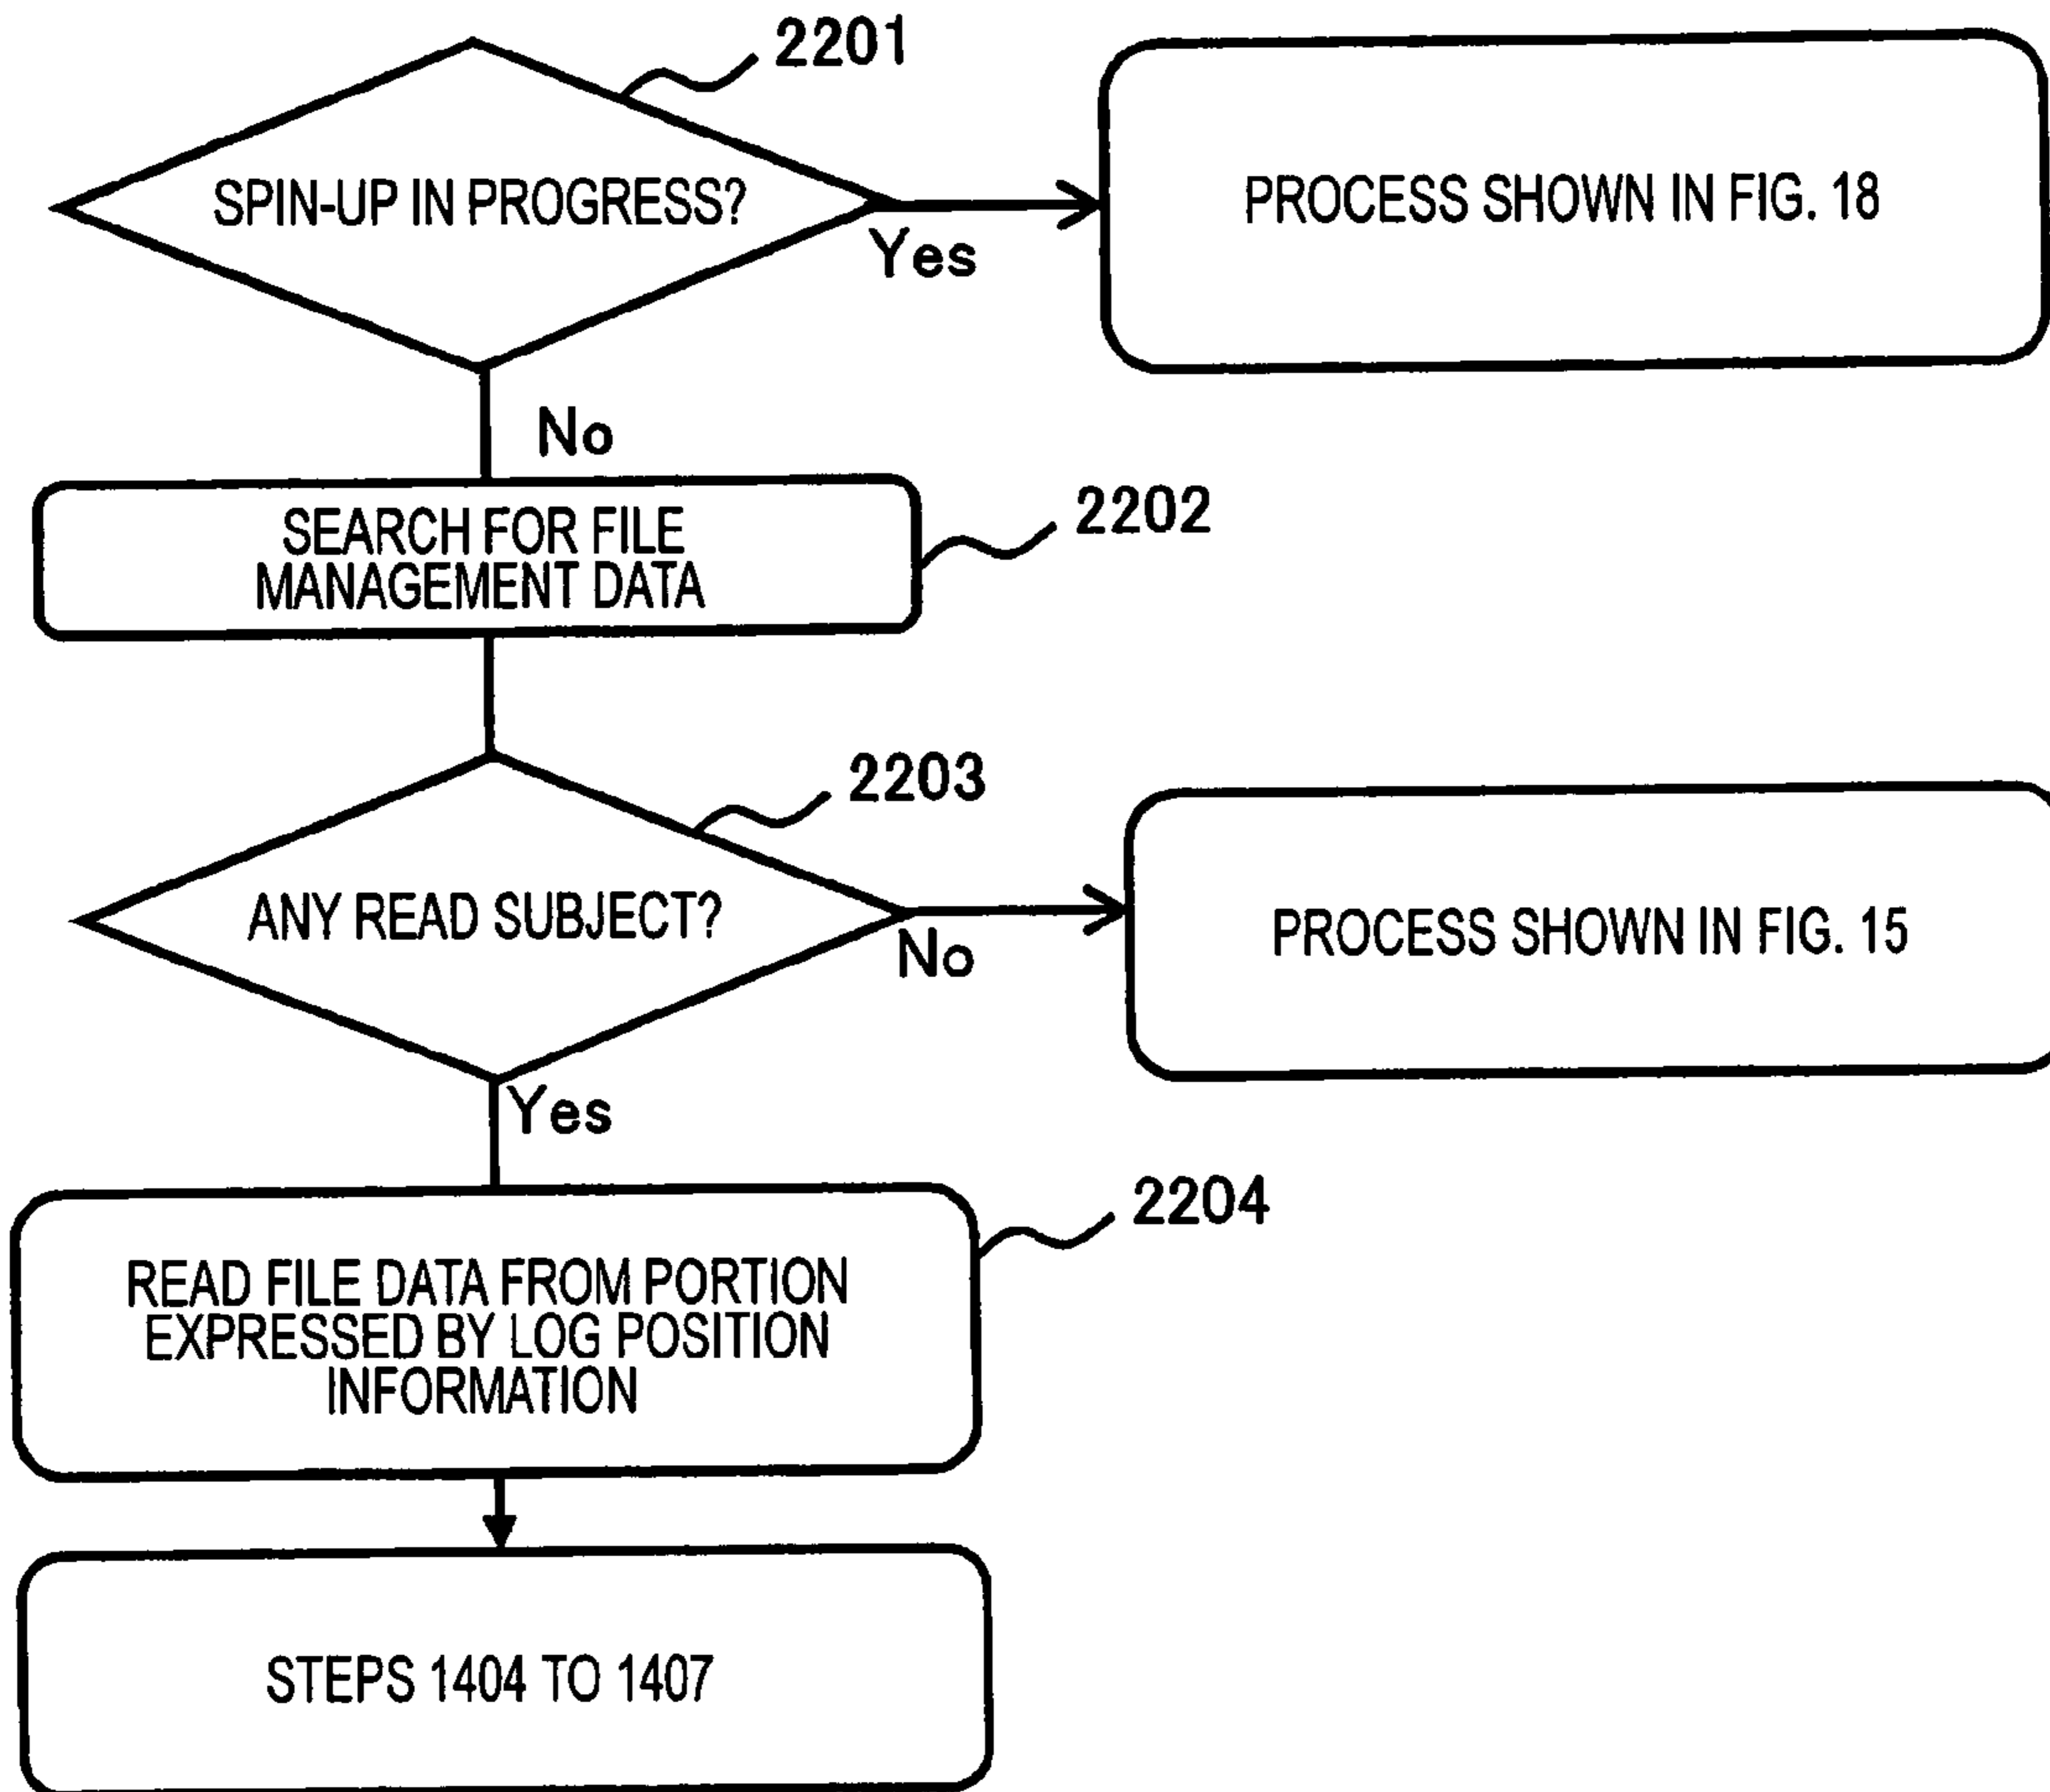 2201
SPIN-UP IN PROGRESS?
PROCESS SHOWN IN FIG. 18
Yes
No
2202
SEARCH FOR FILE
MANAGEMENT DATA
2203
ANY READ SUBJECT?
PROCESS SHOWN IN FIG. 15
No
Yes
2204
READ FILE DATA FROM PORTION
EXPRESSED BY LOG POSITION
INFORMATION
STEPS 1404 TO 1407